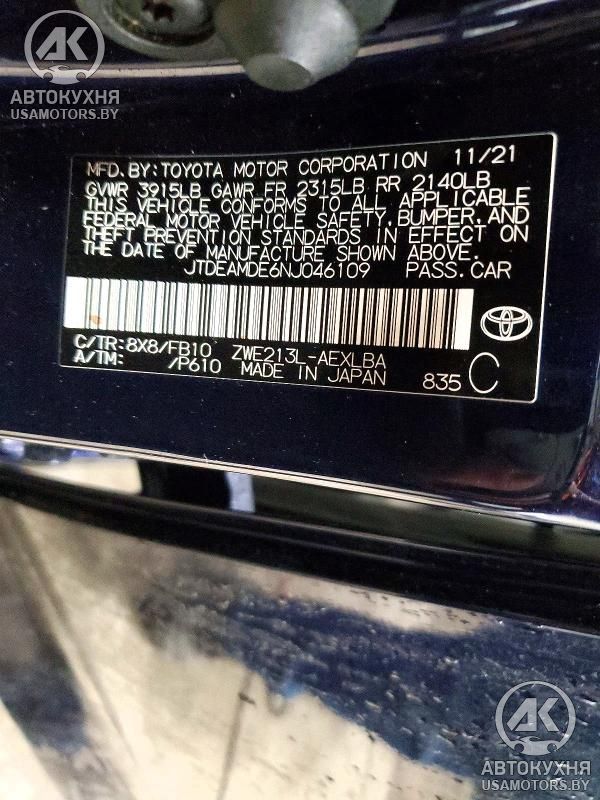 АК
АВТОКУХНЯ
USAMOTORS.BY
MFD.BY:TOYOTA MOTOR CORPORATION 11/21
GVWR 3915LB GAWR FR 2315LB RR 2140LB
THIS VEHICLE CONFORMS TO ALL APPLICABLE
FEDERAL MOTOR VEHICLE SAFETY,BUMPER,AND
THEFT PREVENTION STANDARDS IN EFFECT ON
THE DATE OF MANUFACTURE SHOWN ABOVE.
JTDEAMDE6NJ046109 PASS.CAR
C/TR:8X8/FB10 ZWE213L-AEXLBA
A/TM: /P610 MADE IN JAPAN 835 C
АК
АВТОКУХНЯ
USAMOTORS.BY